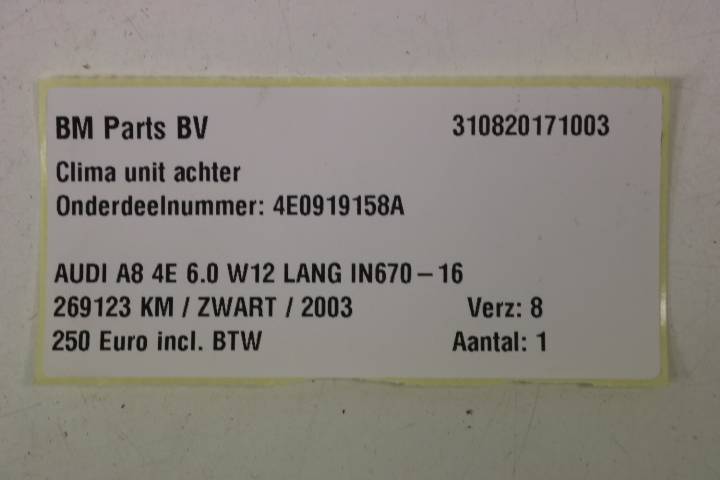 BM Parts BV 310820171003
Clima unit achter
Onderdeelnummer: 4E0919158A
AUDI A8 4E 6.0 W12 LANG IN670-16
269123 KM / ZWART / 2003 Verz: 8
250 Euro incl. BTW Aantal: 1